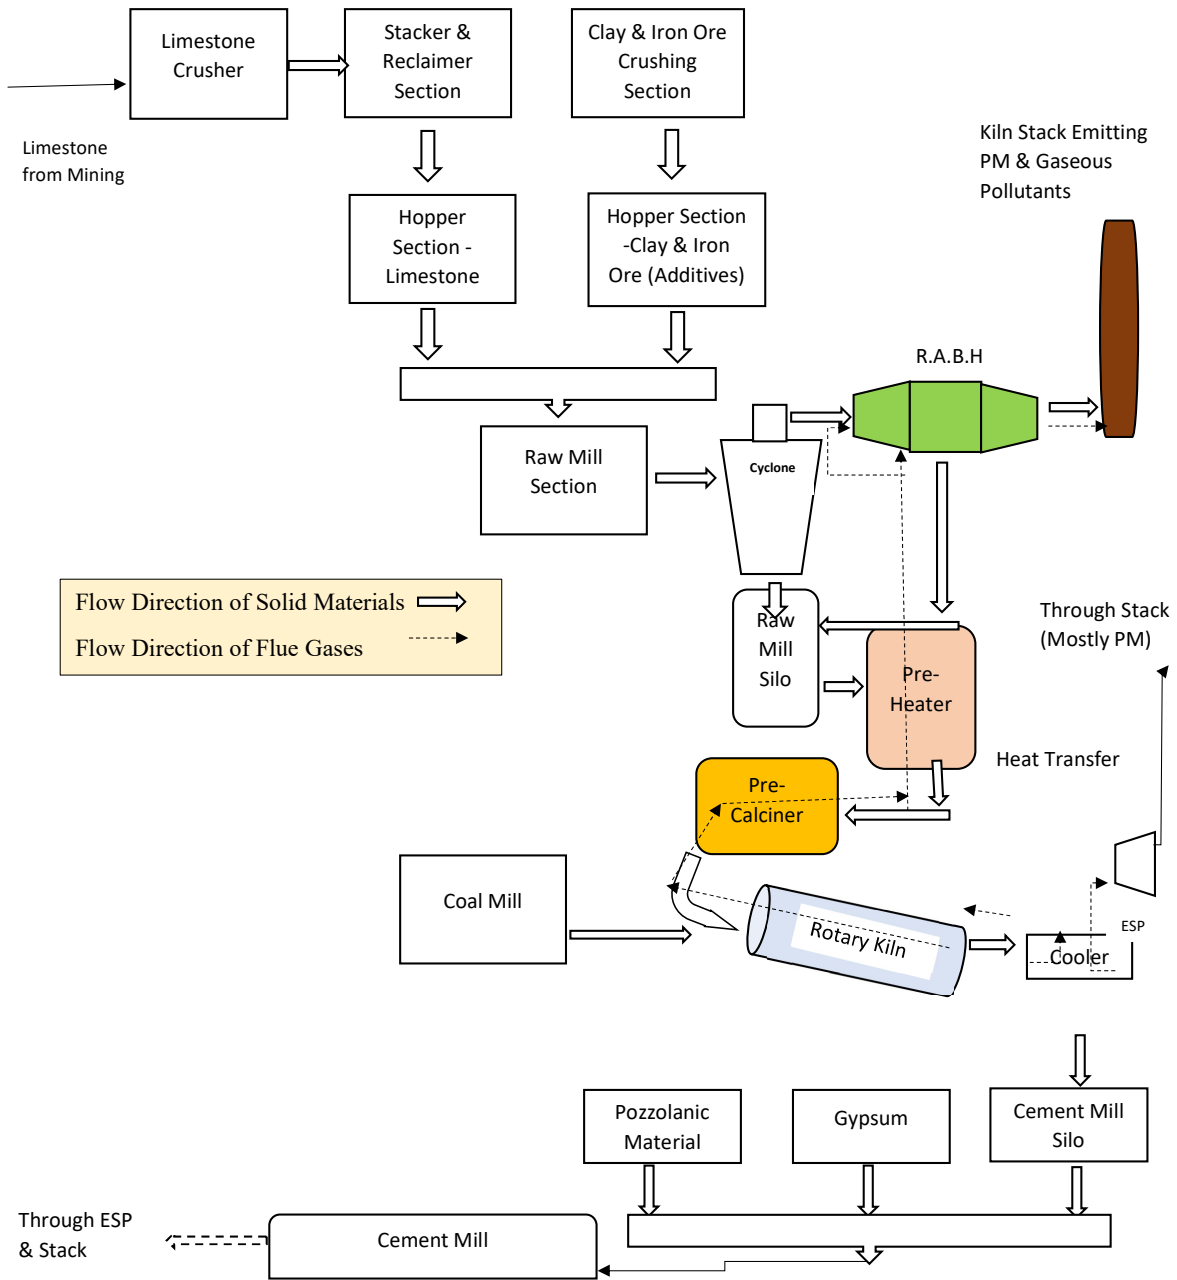 Limestone
Crusher
Stacker &
Reclaimer
Section
Clay & Iron Ore
Crushing
Section
Limestone
from Mining
Kiln Stack Emitting
PM & Gaseous
Pollutants
Hopper
Section -
Limestone
Hopper Section
-Clay & Iron
Ore (Additives)
R.A.B.H
Raw Mill
Section
Cyclone
Flow Direction of Solid Materials
Flow Direction of Flue Gases
Raw
Mill
Silo
Pre-
Heater
Through Stack
(Mostly PM)
Heat Transfer
Pre-
Calciner
Coal Mill
Rotary Kiln
ESP
Cooler
Pozzolanic
Material
Gypsum
Cement Mill
Silo
Through ESP
& Stack
Cement Mill